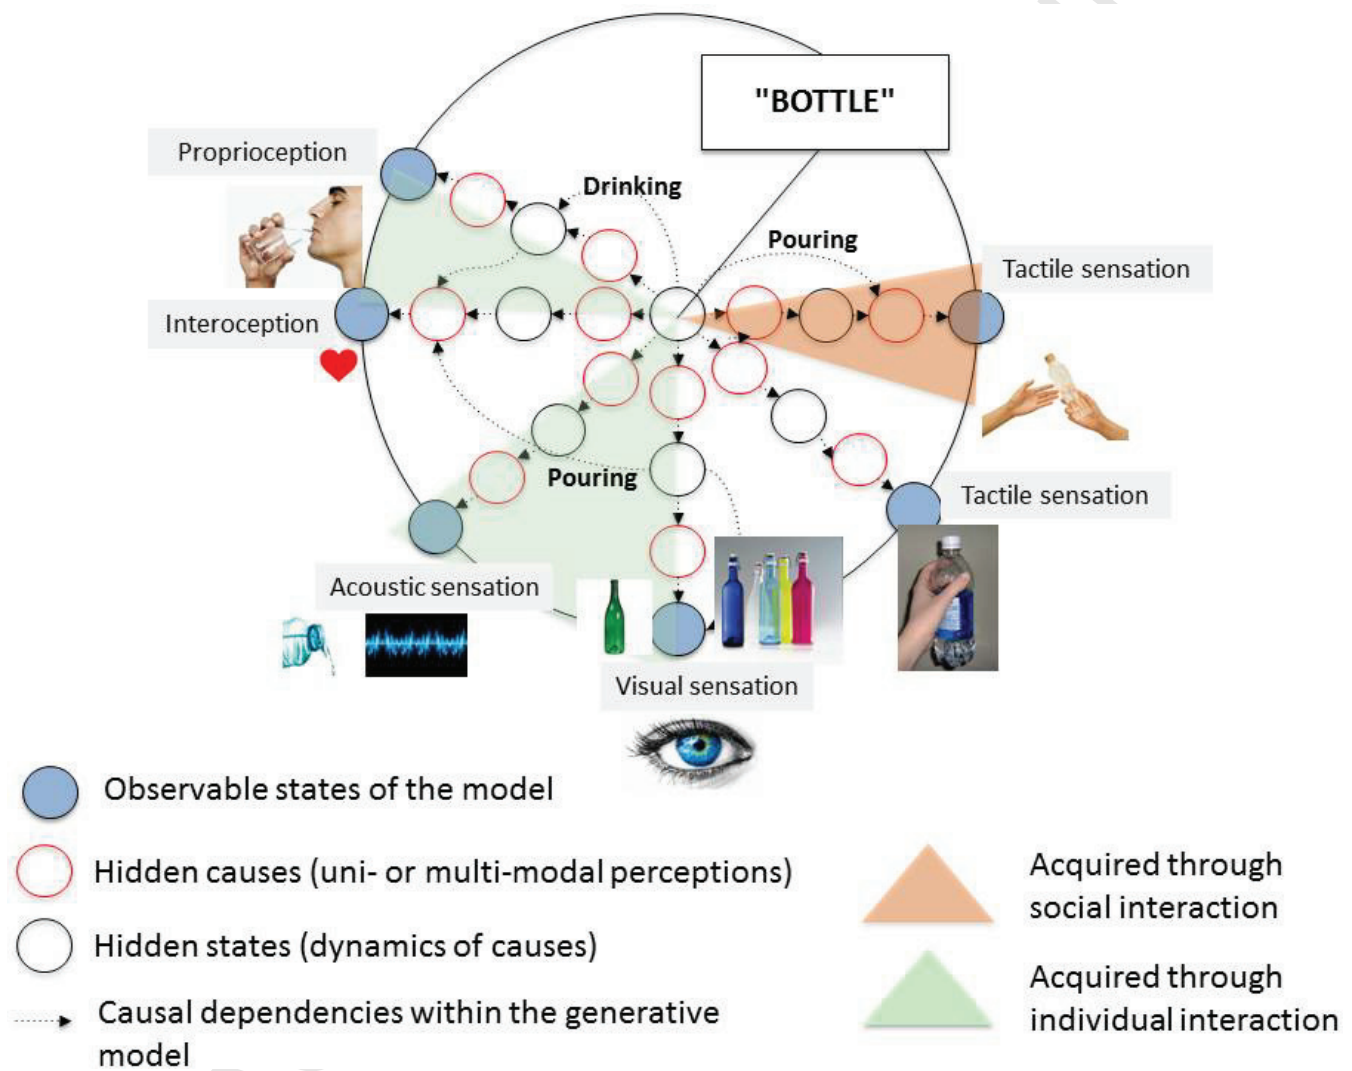 "BOTTLE"
Proprioception
Drinking
Pouring
Tactile sensation
Interoception
Pouring
Tactile sensation
Acoustic sensation
Visual sensation
Observable states of the model
Hidden causes (uni- or multi-modal perceptions)
Hidden states (dynamics of causes)
Causal dependencies within the generative
model
Acquired through
social interaction
Acquired through
individual interaction